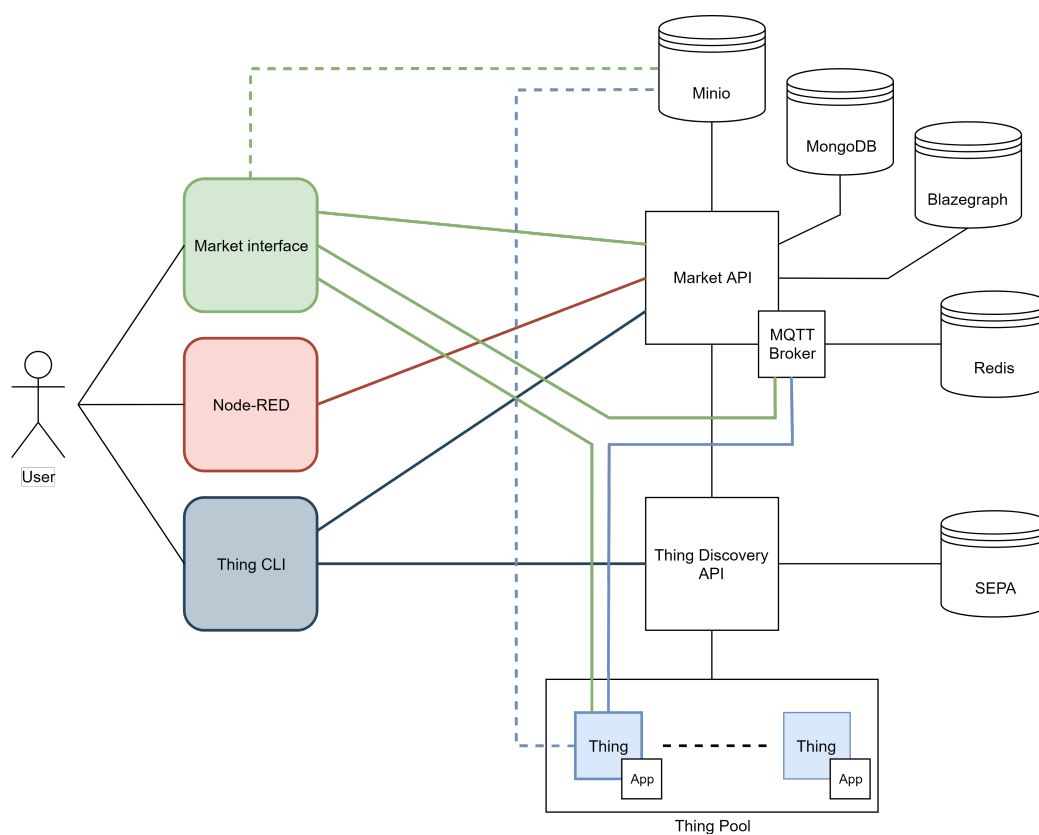 Minio
MongoDB
Blazegraph
Market interface
Market API
MQTT
Broker
Redis
Node-RED
User
Thing CLI
Thing Discovery
API
SEPA
Thing
App
Thing
App
Thing Pool